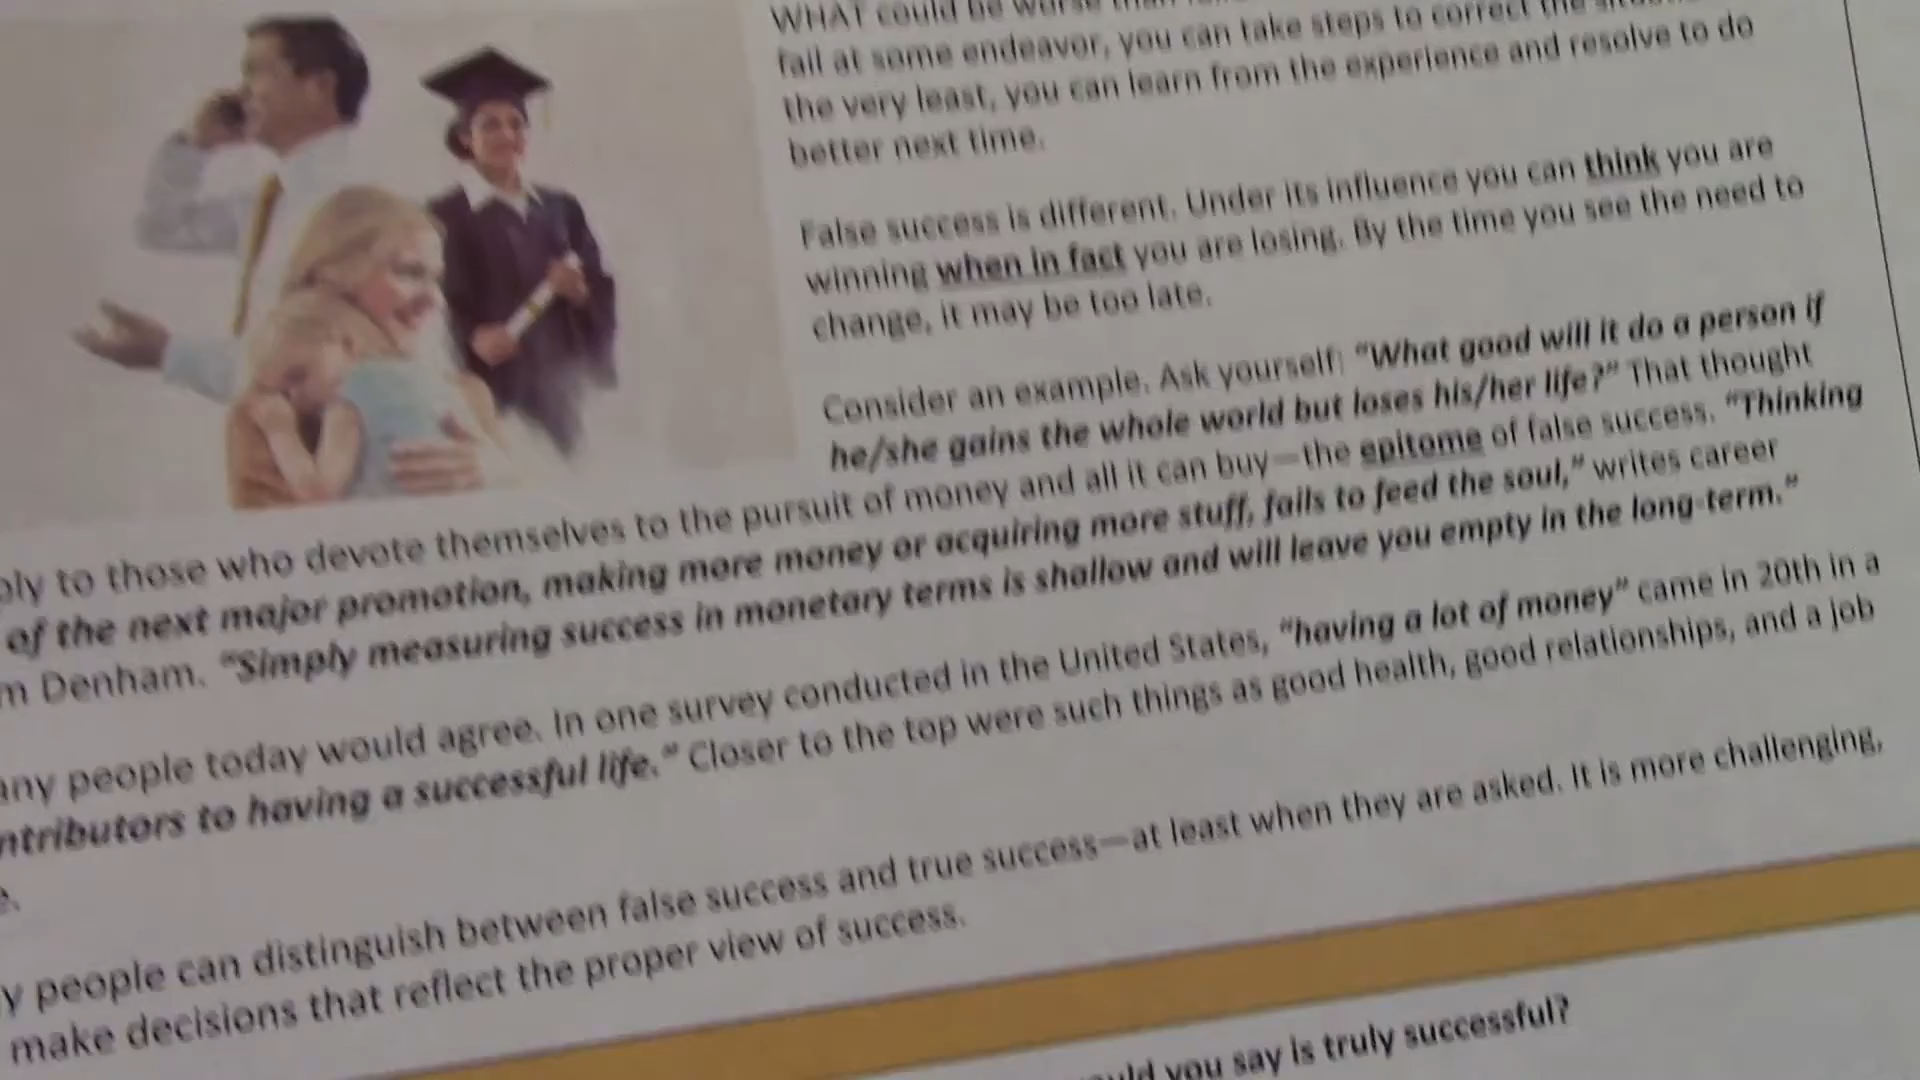 WHAT could be worse than
fail at some endeavor, you can take steps to correct the
the very least, you can learn from the experience and resolve to do
better next time.
False success is different. Under its influence you can think you are
winning when in fact you are losing. By the time you see the need to
change, it may be too late.
Consider an example. Ask yourself: "What good will it do a person if
he/she gains the whole world but loses his/her life?" That thought
ply to those who devote themselves to the pursuit of money and all it can buy—the epitome of false success. "Thinking
of the next major promotion, making more money or acquiring more stuff, fails to feed the soul," writes career
m Denham. "Simply measuring success in monetary terms is shallow and will leave you empty in the long-term."
any people today would agree. In one survey conducted in the United States, "having a lot of money" came in 20th in a
ntributors to having a successful life." Closer to the top were such things as good health, good relationships, and a job
e.
y people can distinguish between false success and true success—at least when they are asked. It is more challenging,
make decisions that reflect the proper view of success.
ould you say is truly successful?